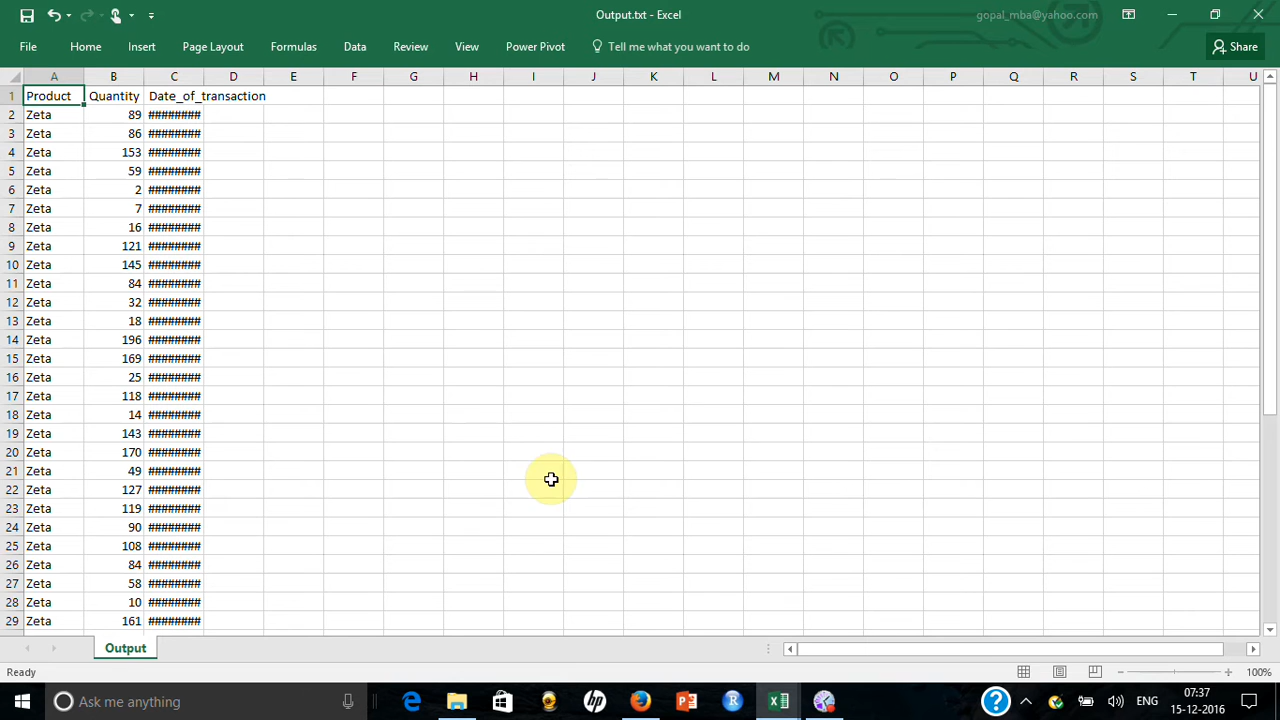 Output.txt - Excel
gopal_mba@yahoo.com
File Home Insert Page Layout Formulas Data Review View Power Pivot Tell me what you want to do Share
A B C D E F G H I J K L M N O P Q R S T U
1 Product Quantity Date_of_transaction
2 Zeta 89 ########
3 Zeta 86 ########
4 Zeta 153 ########
5 Zeta 59 ########
6 Zeta 2 ########
7 Zeta 7 ########
8 Zeta 16 ########
9 Zeta 121 ########
10 Zeta 145 ########
11 Zeta 84 ########
12 Zeta 32 ########
13 Zeta 18 ########
14 Zeta 196 ########
15 Zeta 169 ########
16 Zeta 25 ########
17 Zeta 118 ########
18 Zeta 14 ########
19 Zeta 143 ########
20 Zeta 170 ########
21 Zeta 49 ########
22 Zeta 127 ########
23 Zeta 119 ########
24 Zeta 90 ########
25 Zeta 108 ########
26 Zeta 84 ########
27 Zeta 58 ########
28 Zeta 10 ########
29 Zeta 161 ########
Output
Ready 100%
Ask me anything
ENG
07:37
15-12-2016